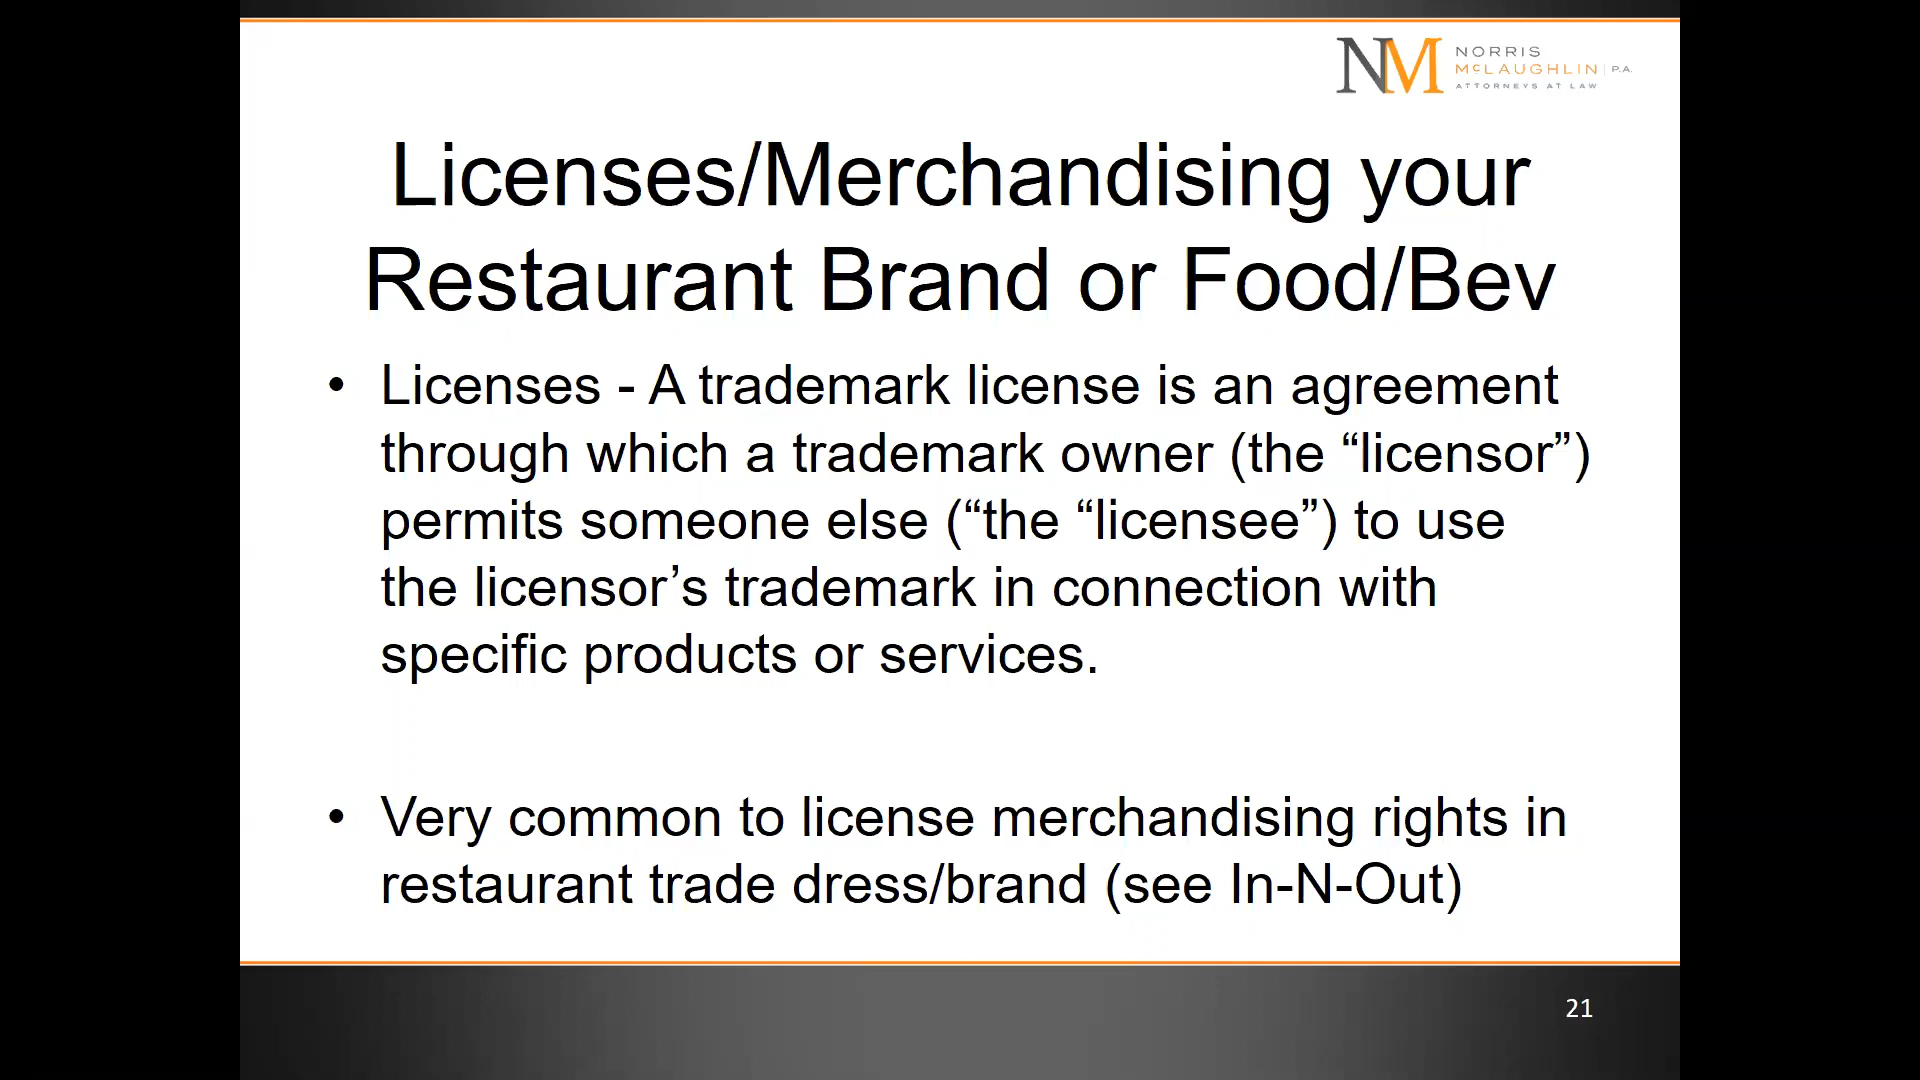 NM NORRIS
McLAUGHLIN P.A.
ATTORNEYS AT LAW
Licenses/Merchandising your
Restaurant Brand or Food/Bev
• Licenses - A trademark license is an agreement
through which a trademark owner (the “licensor”)
permits someone else (“the “licensee”) to use
the licensor’s trademark in connection with
specific products or services.
• Very common to license merchandising rights in
restaurant trade dress/brand (see In-N-Out)
21